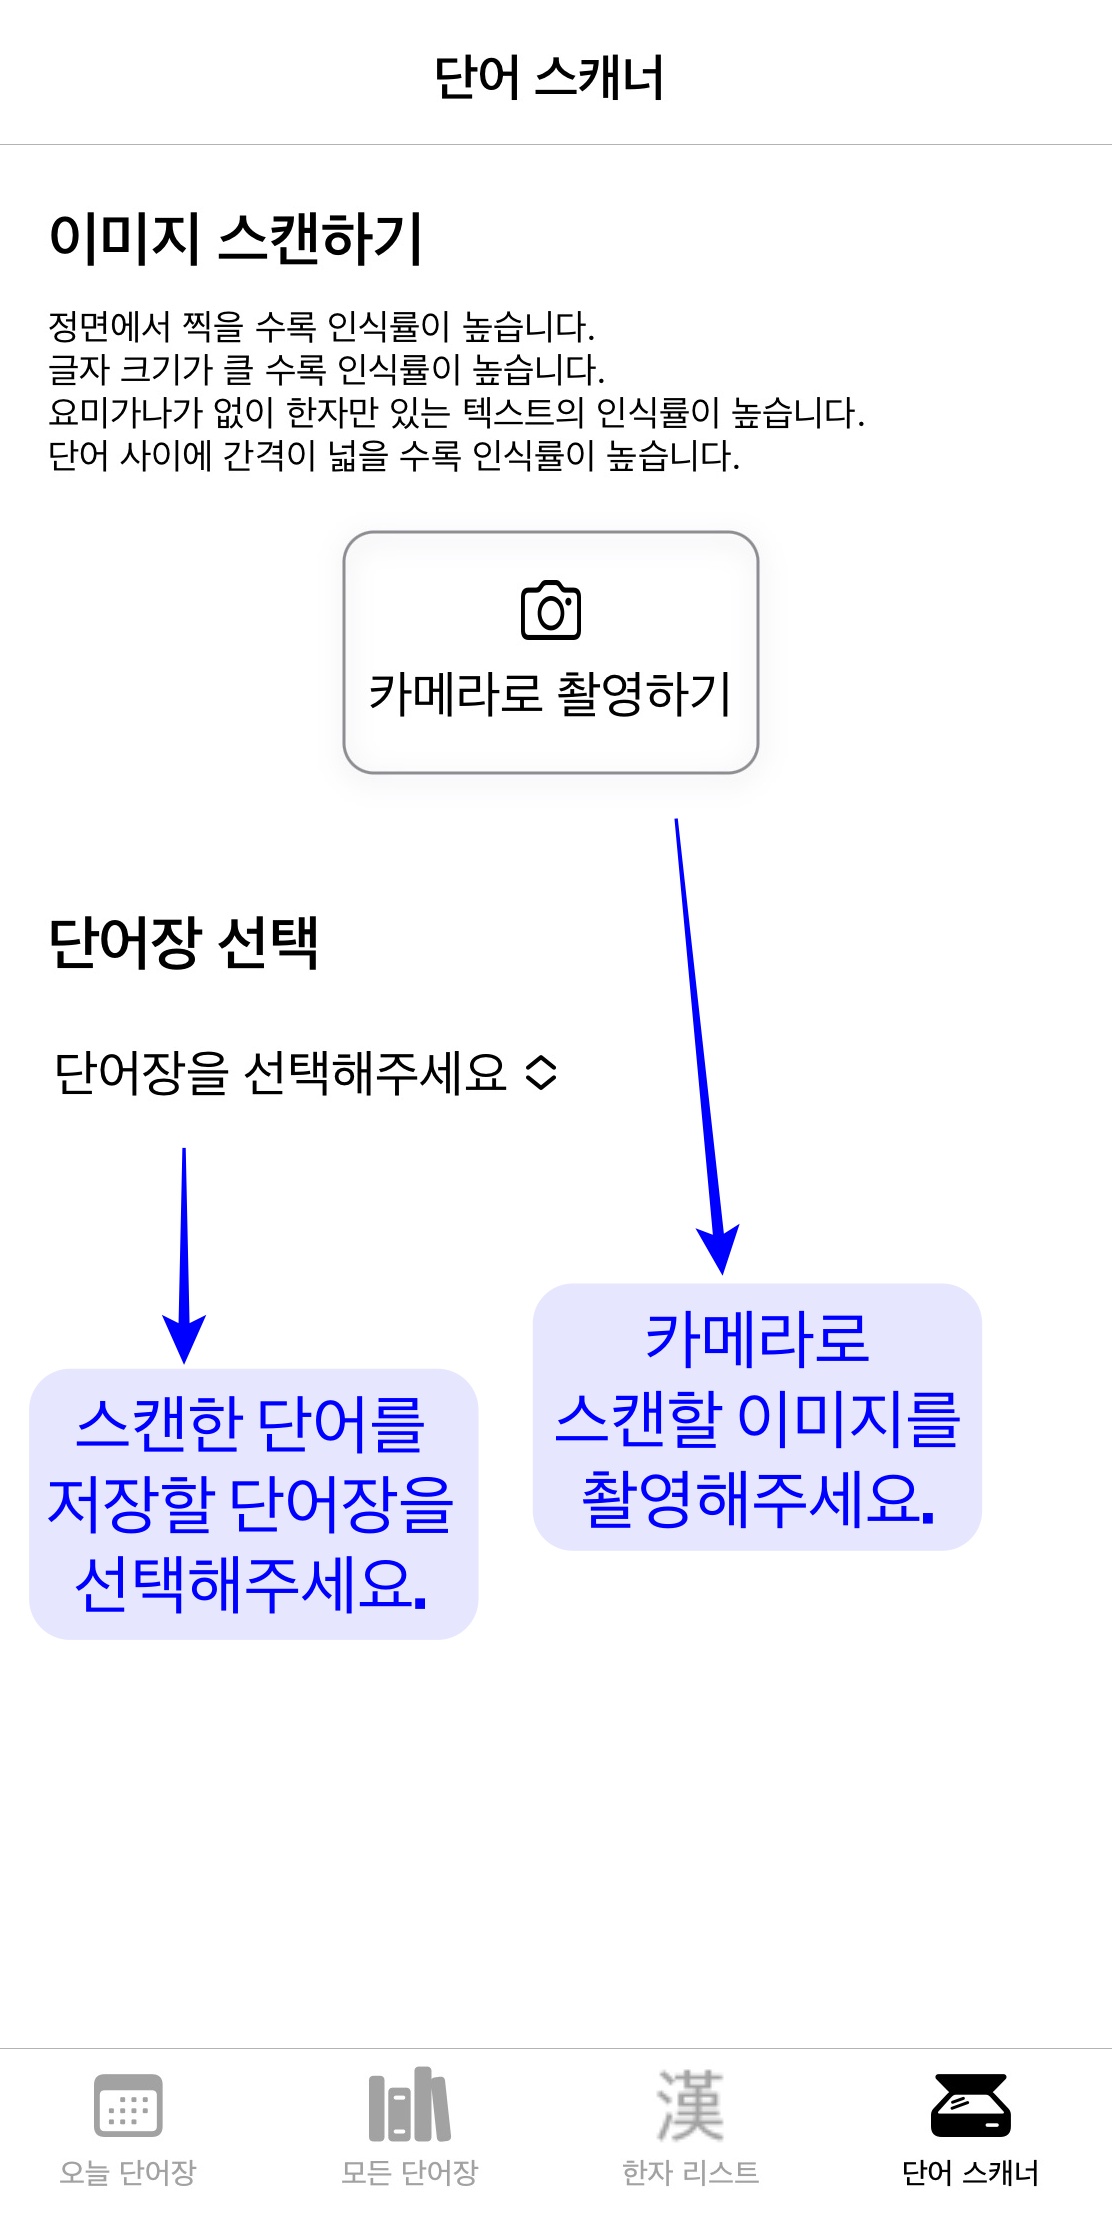 단어 스캐너
이미지 스캔하기
정면에서 찍을 수록 인식률이 높습니다.
글자 크기가 클 수록 인식률이 높습니다.
요미가나가 없이 한자만 있는 텍스트의 인식률이 높습니다.
단어 사이에 간격이 넓을 수록 인식률이 높습니다.
카메라로 촬영하기
단어장 선택
단어장을 선택해주세요
스캔한 단어를
저장할 단어장을
선택해주세요.
카메라로
스캔할 이미지를
촬영해주세요.
오늘 단어장
모든 단어장
漢
한자 리스트
단어 스캐너